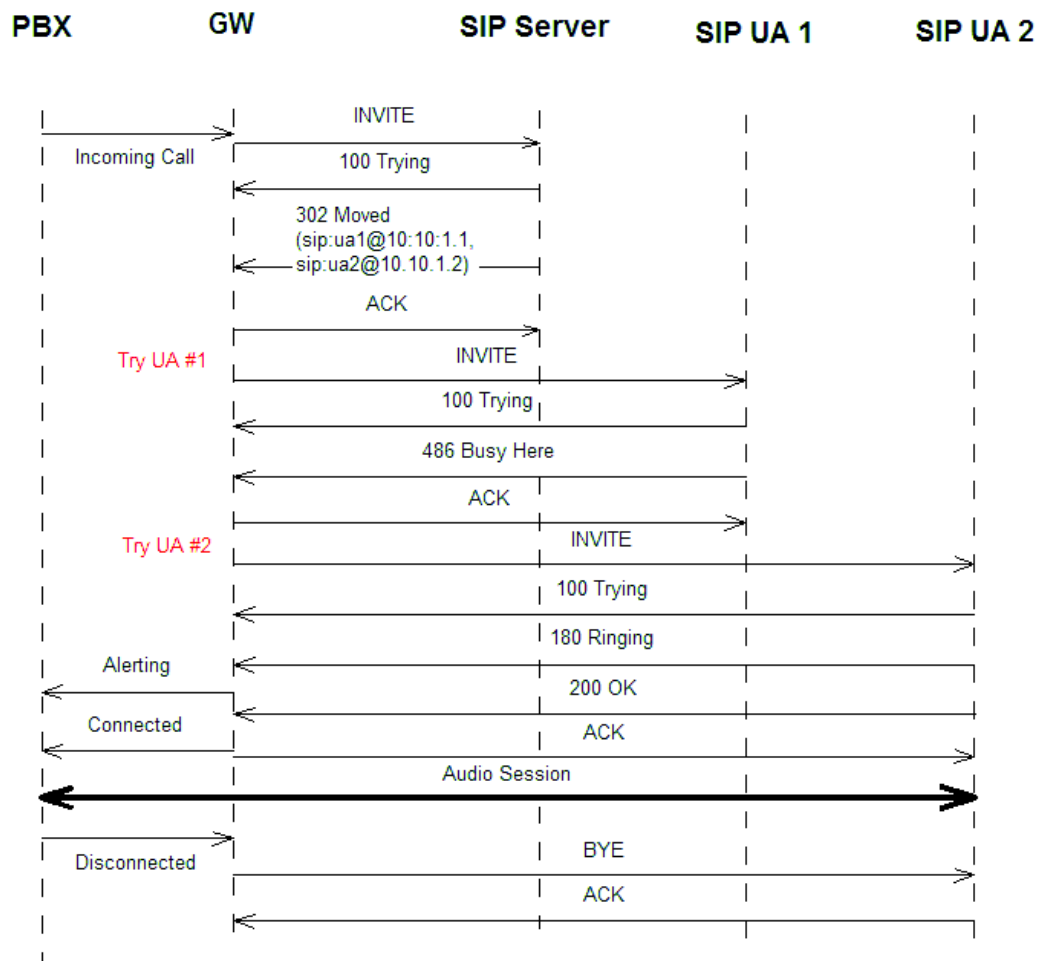 PBX GW SIP Server SIP UA 1 SIP UA 2
INVITE
Incoming Call
100 Trying
302 Moved
(sip:ua1@10:10:1.1,
sip:ua2@10.10.1.2)
ACK
Try UA #1
INVITE
100 Trying
486 Busy Here
ACK
Try UA #2
INVITE
100 Trying
180 Ringing
Alerting
200 OK
Connected
ACK
Audio Session
Disconnected
BYE
ACK